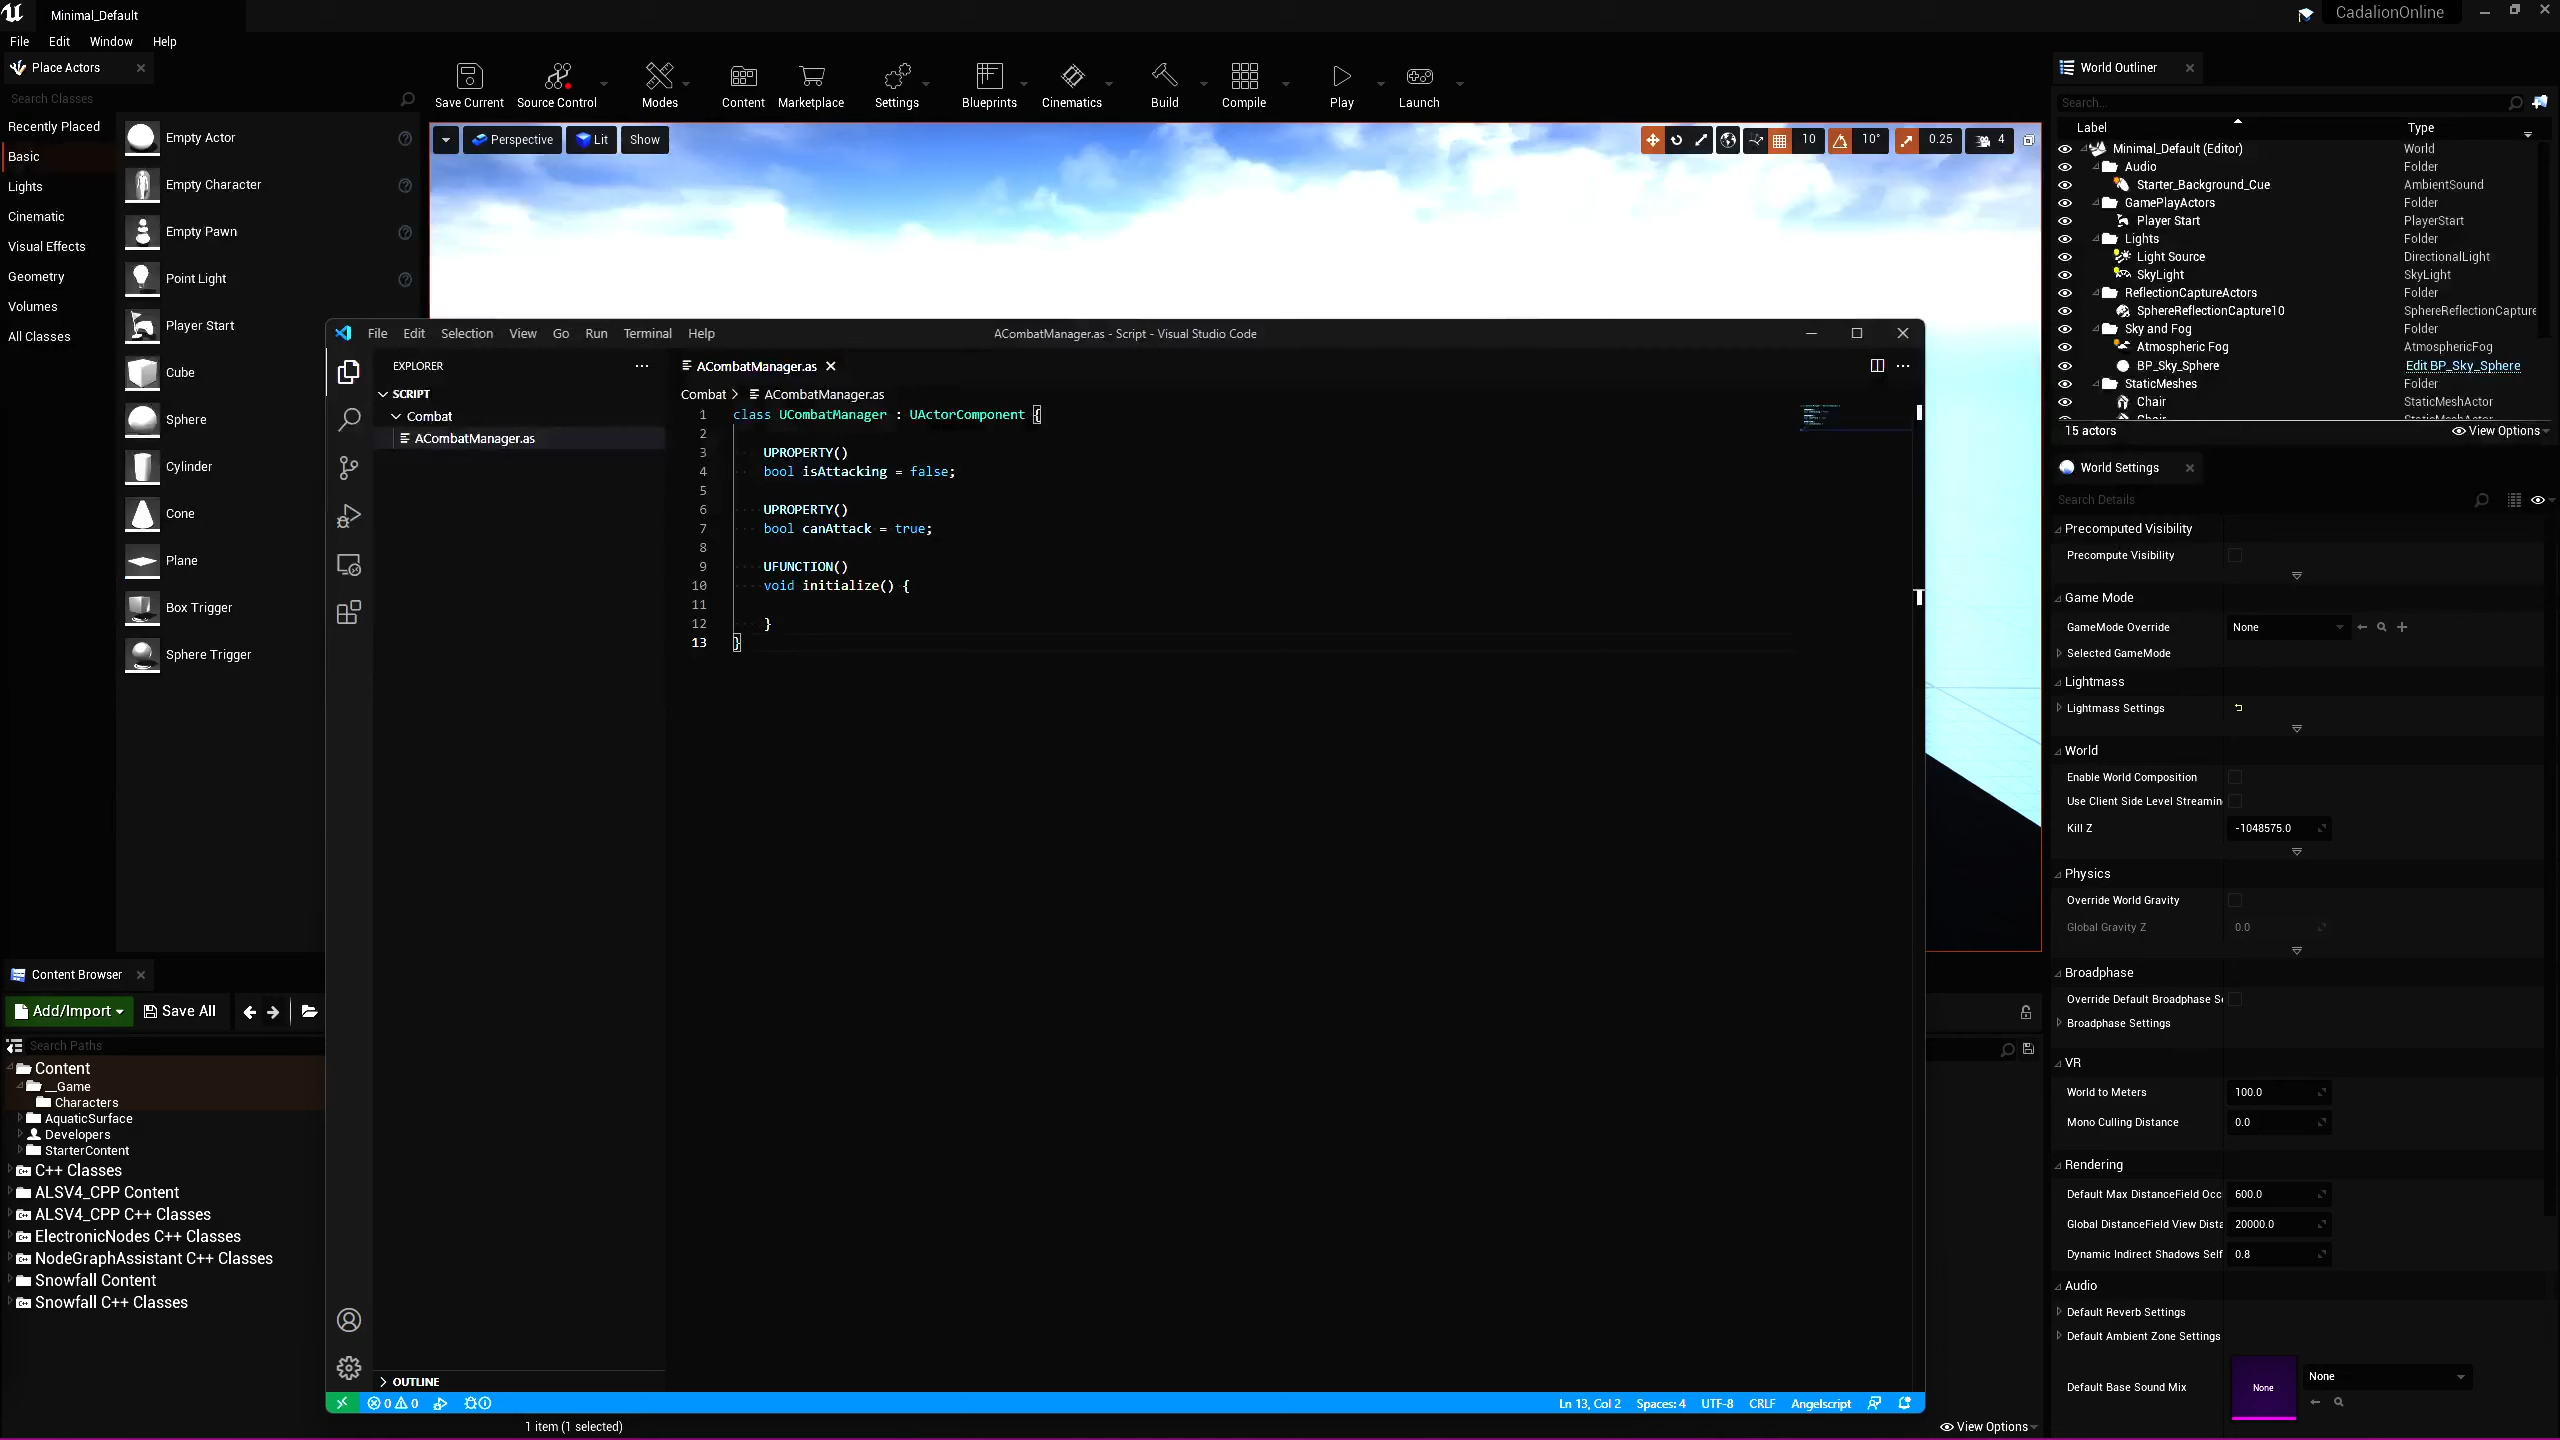 Minimal_Default
CadalionOnline
File Edit Window Help
Place Actors
Search Classes
Recently Placed
Basic
Lights
Cinematic
Visual Effects
Geometry
Volumes
All Classes
Empty Actor
Empty Character
Empty Pawn
Point Light
Player Start
Cube
Sphere
Cylinder
Cone
Plane
Box Trigger
Sphere Trigger
Save Current Source Control Modes Content Marketplace Settings Blueprints Cinematics Build Compile Play Launch
Perspective Lit Show
10 10° 0.25 4
File Edit Selection View Go Run Terminal Help
ACombatManager.as - Script - Visual Studio Code
EXPLORER
SCRIPT
Combat
ACombatManager.as
ACombatManager.as
Combat > ACombatManager.as
1 class UCombatManager : UActorComponent {
2
3 UPROPERTY()
4 bool isAttacking = false;
5
6 UPROPERTY()
7 bool canAttack = true;
8
9 UFUNCTION()
10 void initialize() {
11
12 }
13 }
OUTLINE
0 0
Ln 13, Col 2 Spaces: 4 UTF-8 CRLF Angelscript
1 item (1 selected)
View Options
Content Browser
Add/Import Save All
Search Paths
Content
__Game
Characters
AquaticSurface
Developers
StarterContent
C++ Classes
ALSV4_CPP Content
ALSV4_CPP C++ Classes
ElectronicNodes C++ Classes
NodeGraphAssistant C++ Classes
Snowfall Content
Snowfall C++ Classes
World Outliner
Search...
Label Type
Minimal_Default (Editor) World
Audio Folder
Starter_Background_Cue AmbientSound
GamePlayActors Folder
Player Start PlayerStart
Lights Folder
Light Source DirectionalLight
SkyLight SkyLight
ReflectionCaptureActors Folder
SphereReflectionCapture10 SphereReflectionCapture
Sky and Fog Folder
Atmospheric Fog AtmosphericFog
BP_Sky_Sphere Edit BP_Sky_Sphere
StaticMeshes Folder
Chair StaticMeshActor
Chair StaticMeshActor
15 actors View Options
World Settings
Search Details
Precomputed Visibility
Precompute Visibility
Game Mode
GameMode Override None
Selected GameMode
Lightmass
Lightmass Settings
World
Enable World Composition
Use Client Side Level Streamin
Kill Z -1048575.0
Physics
Override World Gravity
Global Gravity Z 0.0
Broadphase
Override Default Broadphase S
Broadphase Settings
VR
World to Meters 100.0
Mono Culling Distance 0.0
Rendering
Default Max DistanceField Occ 600.0
Global DistanceField View Dista 20000.0
Dynamic Indirect Shadows Self 0.8
Audio
Default Reverb Settings
Default Ambient Zone Settings
Default Base Sound Mix None None